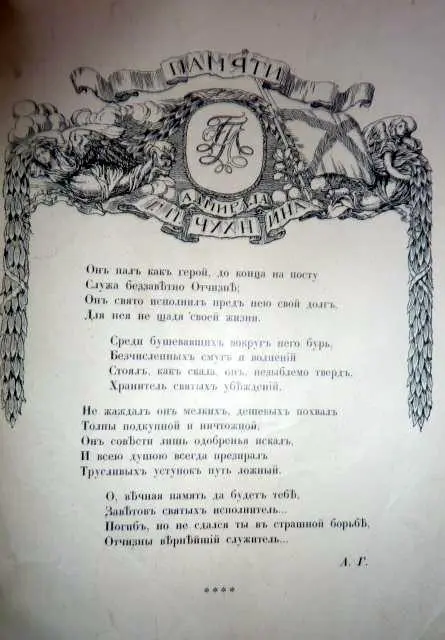 ПАМЯТИ
АДМИРАЛА
Г.П. ЧУХНИНА
Онъ палъ какъ герой, до конца на посту
Служа беззавѣтно Отчизнѣ;
Онъ свято исполнилъ предъ нею свой долгъ,
Для нея не щадя своей жизни.
Среди бушевавшихъ вокругъ него бурь,
Безчисленныхъ смутъ и волненій
Стоялъ, какъ скала, онъ, незыблемо твердъ,
Хранитель святыхъ убѣжденій.
Не жаждалъ онъ мелкихъ, дешевыхъ похвалъ
Толпы подкупной и ничтожной,
Онъ совѣсти лишь одобренья искалъ,
И всею душою всегда презиралъ
Трусливыхъ уступокъ путь ложный.
О, вѣчная память да будетъ тебѣ,
Завѣтовъ святыхъ исполнитель...
Погибъ, но не сдался ты въ страшной борьбѣ,
Отчизны вѣрнѣйшій служитель...
А. Г.
****